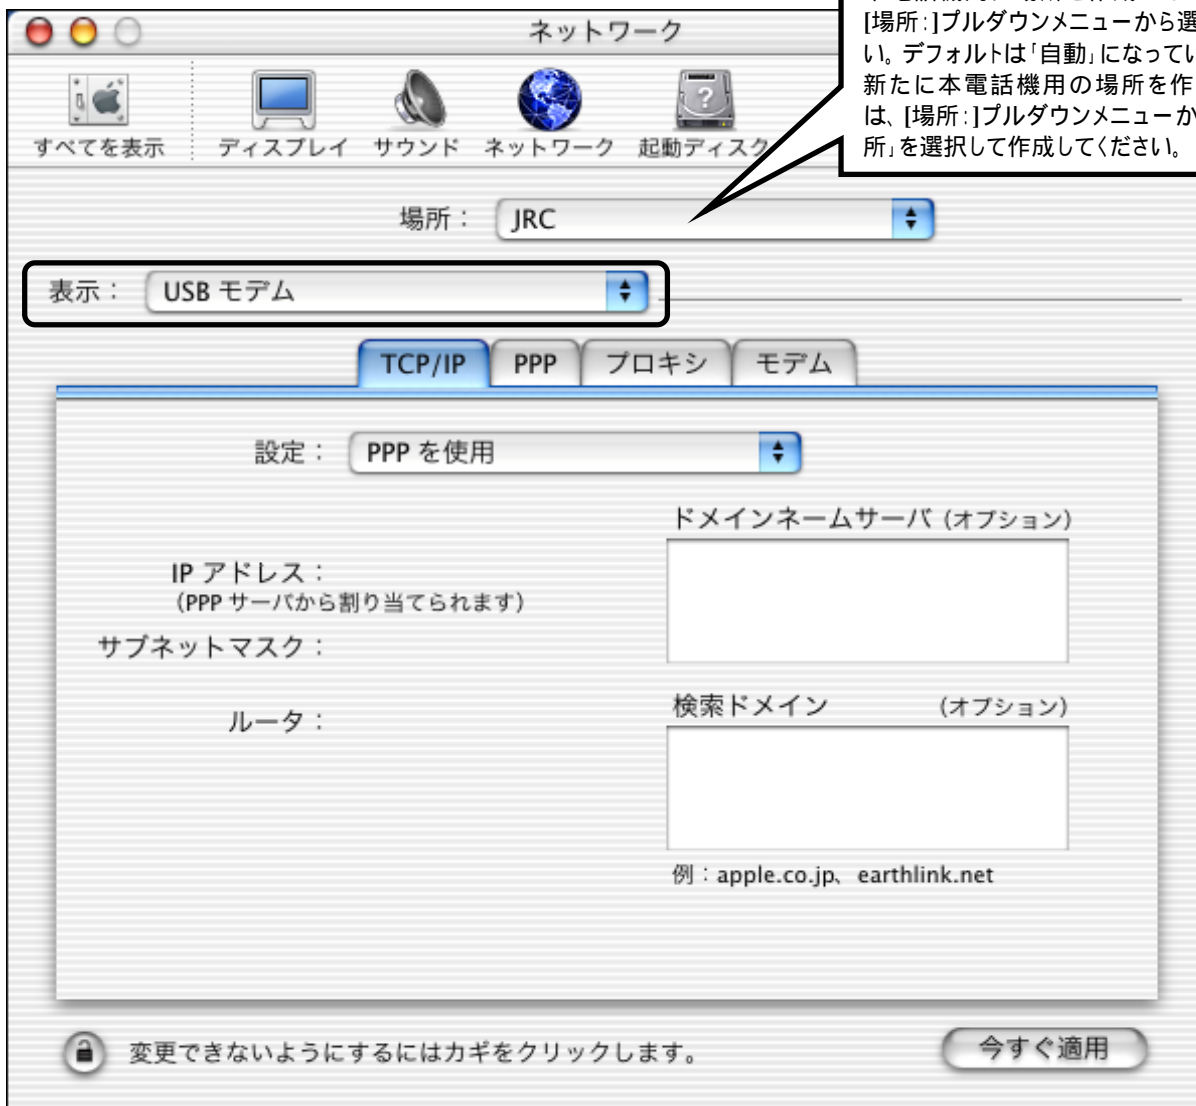 ネットワーク
[場所:]プルダウンメニューから選
い。デフォルトは「自動」になってい
新たに本電話機用の場所を作
は、[場所:]プルダウンメニューか
所」を選択して作成してください。
すべてを表示
ディスプレイ
サウンド
ネットワーク
起動ディスク
場所： JRC
表示： USB モデム
TCP/IP PPP プロキシ モデム
設定： PPP を使用
ドメインネームサーバ (オプション)
IP アドレス：
（PPP サーバから割り当てられます）
サブネットマスク：
ルータ：
検索ドメイン (オプション)
例：apple.co.jp、earthlink.net
変更できないようにするにはカギをクリックします。
今すぐ適用